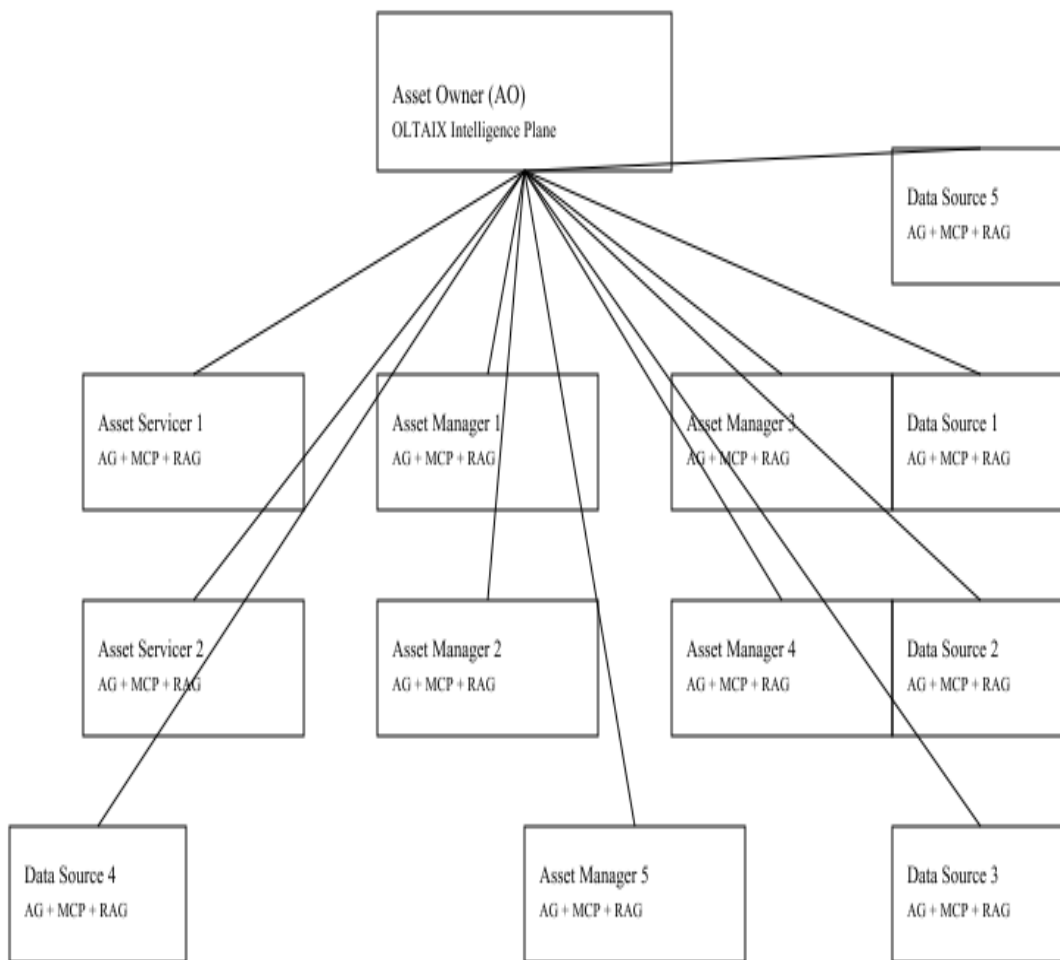 Asset Owner (AO)
OLTAIX Intelligence Plane
Data Source 5
AG + MCP + RAG
Asset Servicer 1
AG + MCP + RAG
Asset Manager 1
AG + MCP + RAG
Asset Manager 3
AG + MCP + RAG
Data Source 1
AG + MCP + RAG
Asset Servicer 2
AG + MCP + RAG
Asset Manager 2
AG + MCP + RAG
Asset Manager 4
AG + MCP + RAG
Data Source 2
AG + MCP + RAG
Data Source 4
AG + MCP + RAG
Asset Manager 5
AG + MCP + RAG
Data Source 3
AG + MCP + RAG